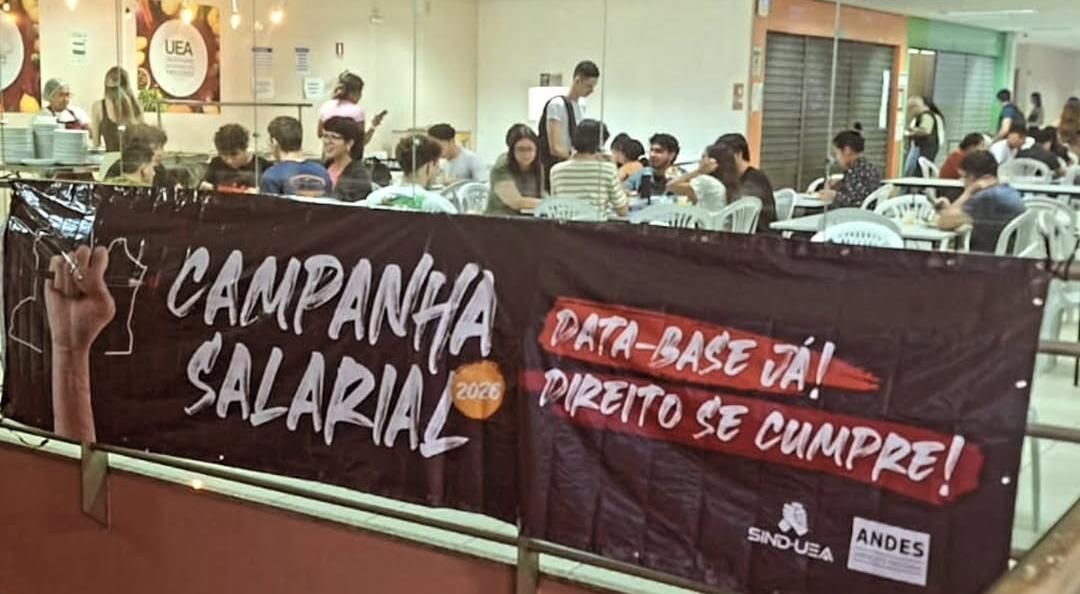 UEA
CAMPANHA
SALARIAL
2026
DATA-BASE JÁ!
DIREITO SE CUMPRE!
SIND-UEA
ANDES